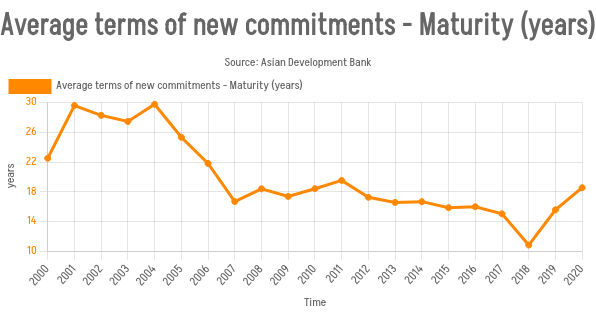 Average terms of new commitments - Maturity (years)
Source: Asian Development Bank
Average terms of new commitments - Maturity (years)
30
26
22
18
14
10
years
2000 2001 2002 2003 2004 2005 2006 2007 2008 2009 2010 2011 2012 2013 2014 2015 2016 2017 2018 2019 2020
Time